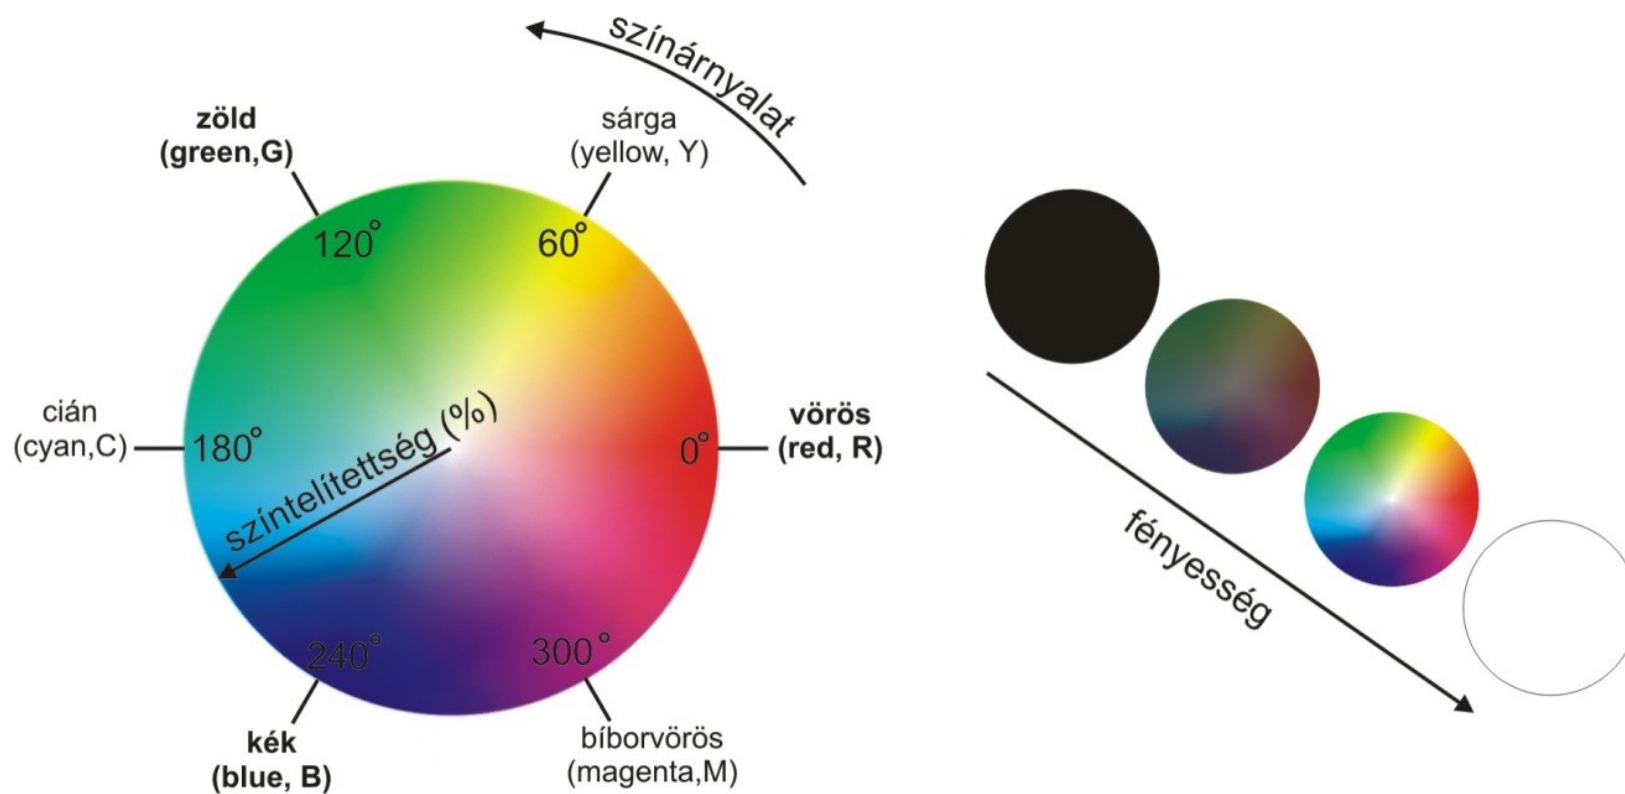 színárnyalat
zöld
(green,G)
sárga
(yellow, Y)
120°
60°
cián
(cyan,C)
180°
színtelítettség (%)
0°
vörös
(red, R)
240°
300°
kék
(blue, B)
bíborvörös
(magenta,M)
fényesség